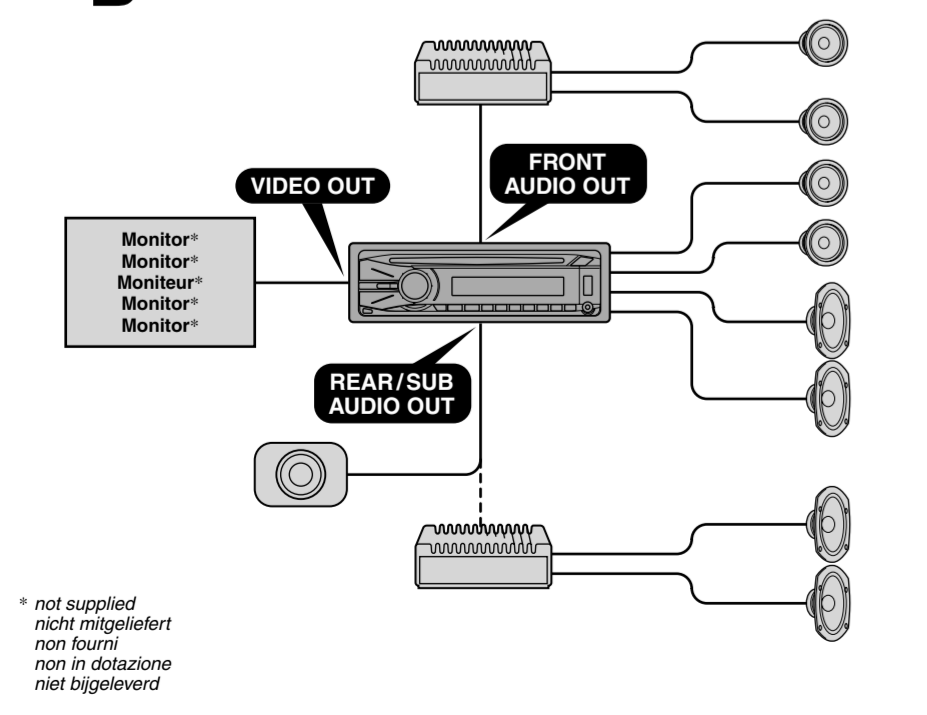 VIDEO OUT
FRONT
AUDIO OUT
Monitor*
Monitor*
Moniteur*
Monitor*
Monitor*
REAR/SUB
AUDIO OUT
* not supplied
nicht mitgeliefert
non fourni
non in dotazione
niet bijgeleverd